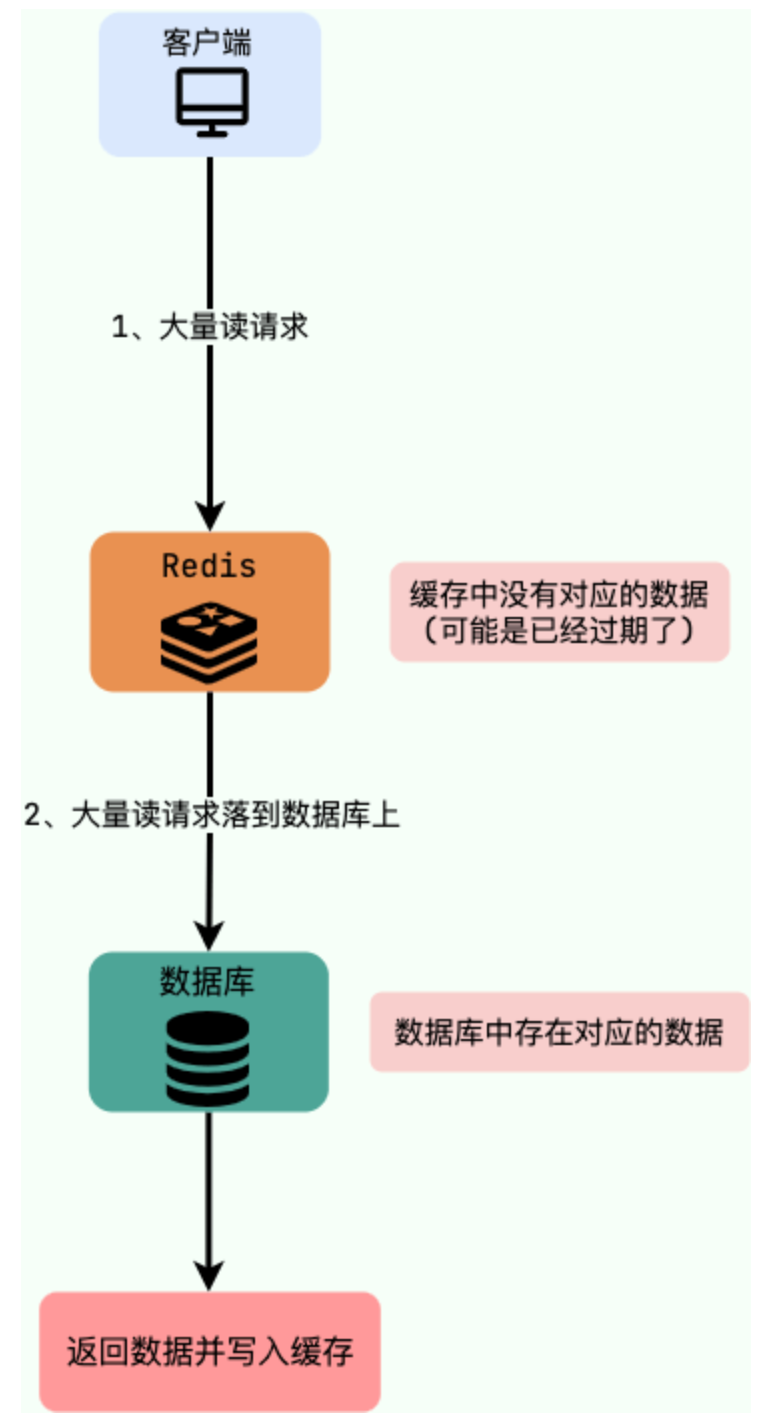 客户端
1、大量读请求
Redis
缓存中没有对应的数据
（可能是已经过期了）
2、大量读请求落到数据库上
数据库
数据库中存在对应的数据
返回数据并写入缓存